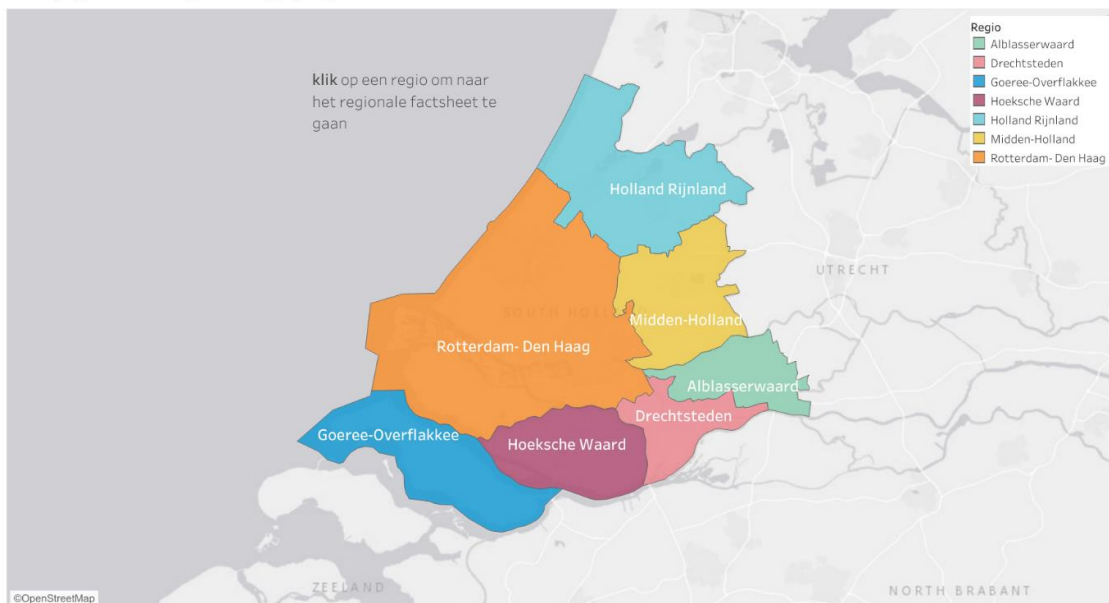 klik op een regio om naar
het regionale factsheet te
gaan
Regio
Alblasserwaard
Drechtsteden
Goeree-Overflakkee
Hoeksche Waard
Holland Rijnland
Midden-Holland
Rotterdam- Den Haag
Holland Rijnland
UTRECHT
SOUTH HOLL
Midden-Holland
Rotterdam- Den Haag
Alblasserwaard
Drechtsteden
Goeree-Overflakkee
Hoeksche Waard
ZEELAND
NORTH BRABANT
©OpenStreetMap